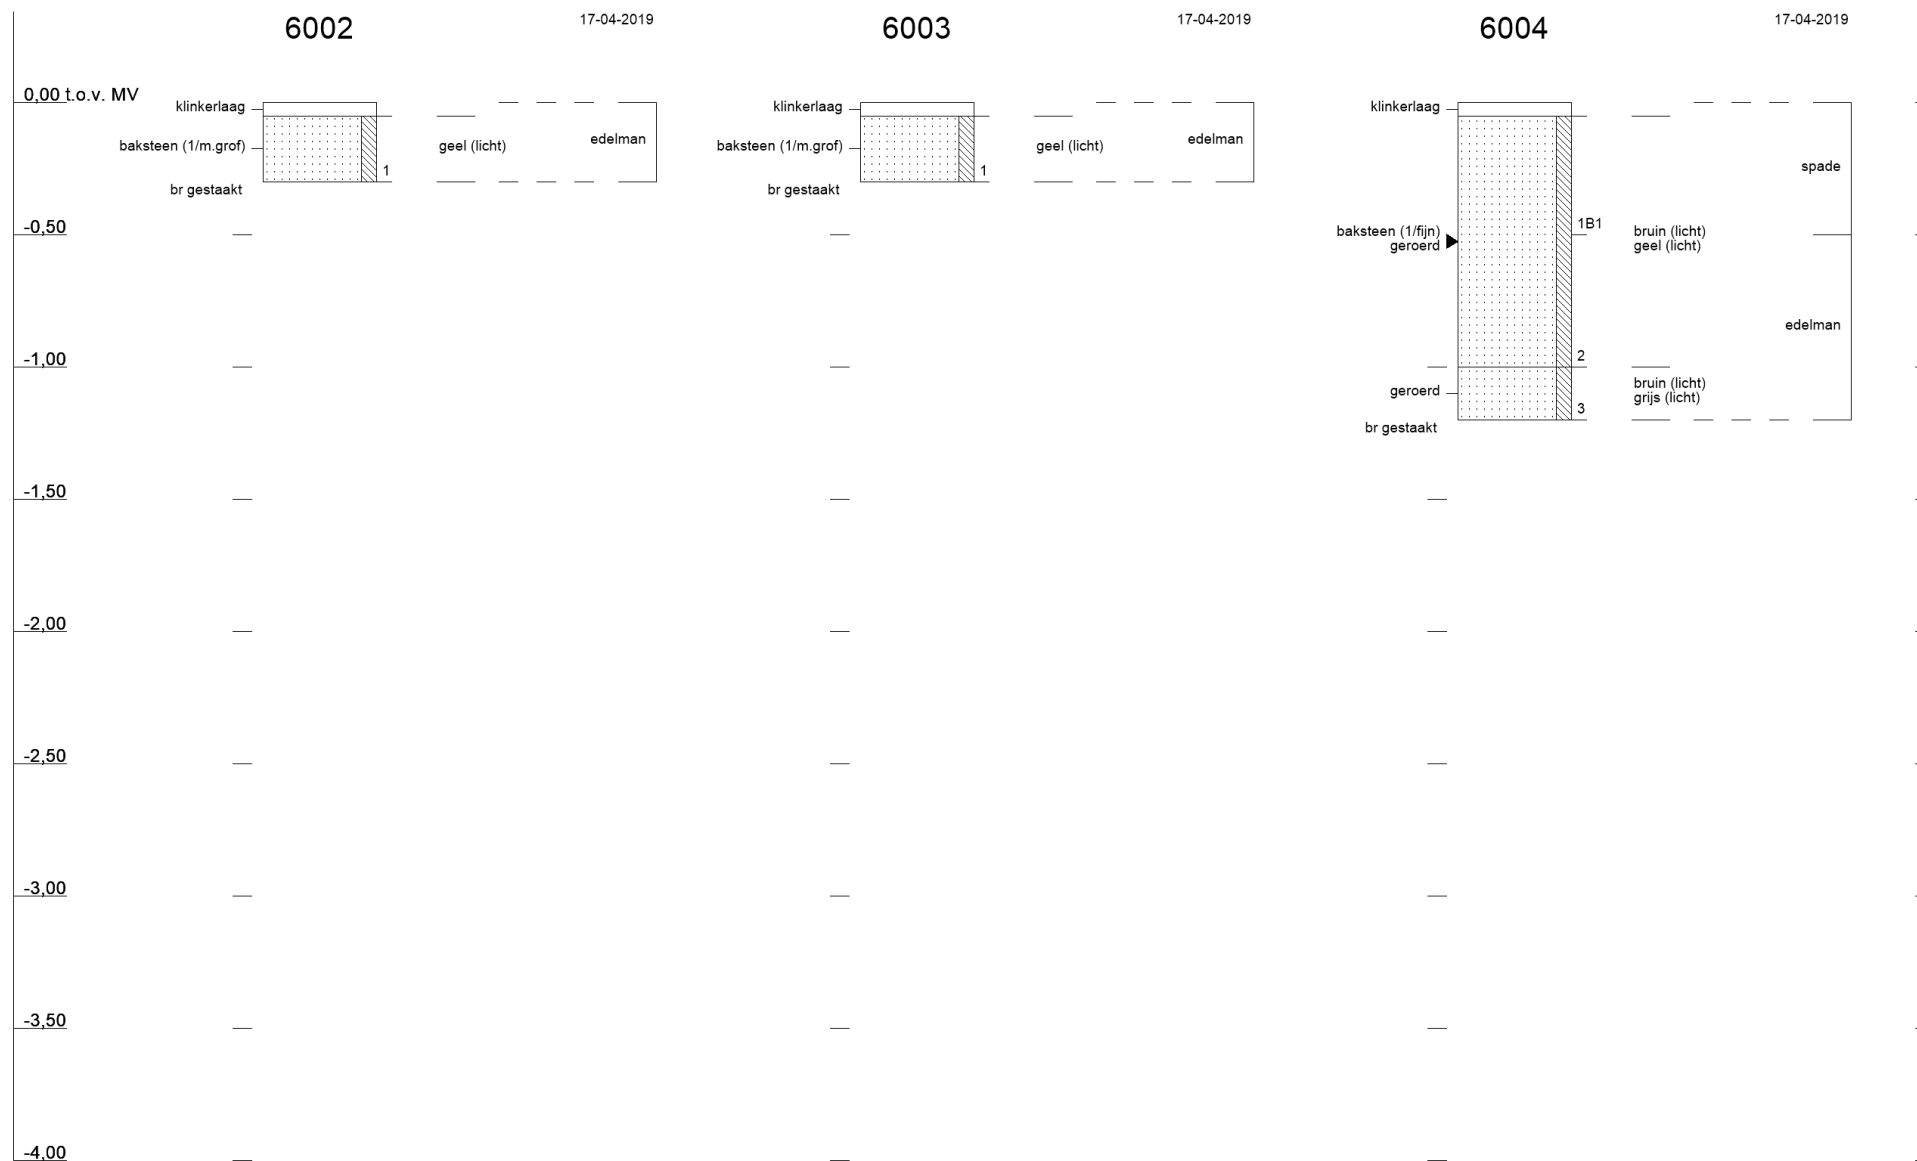 6002
17-04-2019
6003
17-04-2019
6004
17-04-2019
0,00 t.o.v. MV
klinkerlaag
baksteen (1/m.grof)
br gestaakt
1
geel (licht)
edelman
klinkerlaag
baksteen (1/m.grof)
br gestaakt
1
geel (licht)
edelman
klinkerlaag
spade
1B1
baksteen (1/fijn)
geroerd
bruin (licht)
geel (licht)
edelman
2
geroerd
bruin (licht)
grijs (licht)
3
br gestaakt
-0,50
-1,00
-1,50
-2,00
-2,50
-3,00
-3,50
-4,00